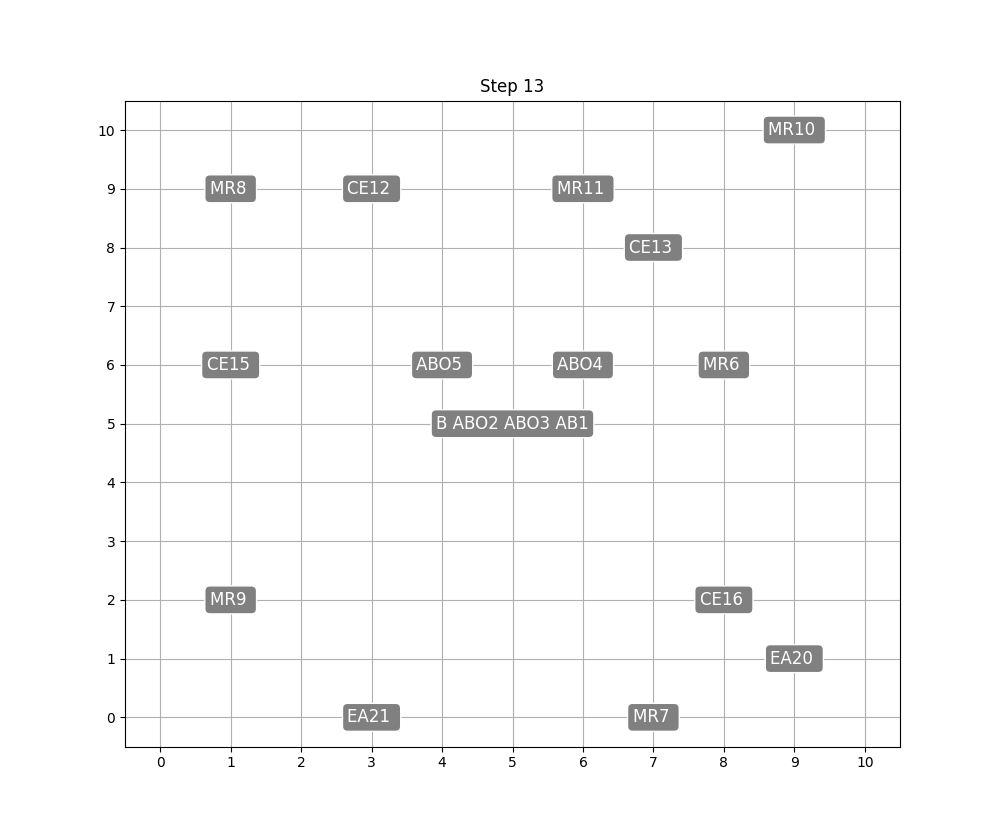 Step 13
10
MR10
9
MR8
CE12
MR11
8
CE13
7
6
CE15
ABO5
ABO4
MR6
5
B ABO2 ABO3 AB1
4
3
2
MR9
CE16
1
EA20
0
EA21
MR7
0 1 2 3 4 5 6 7 8 9 10